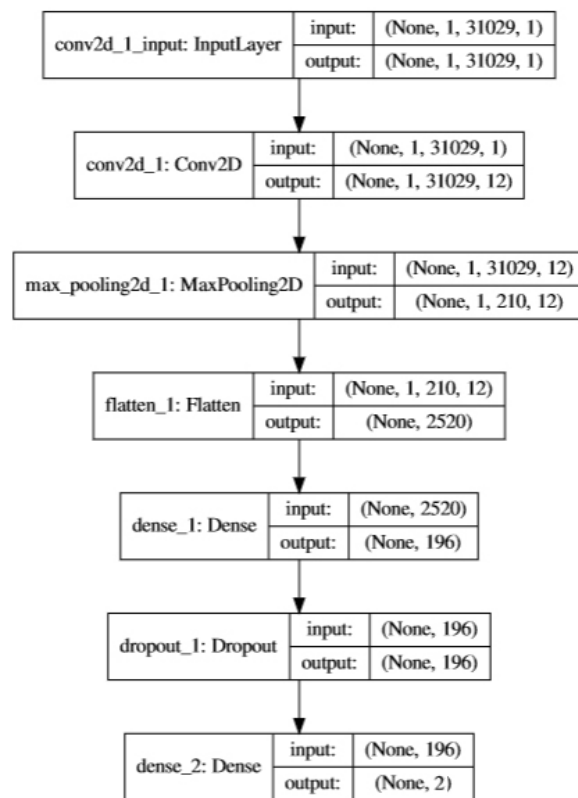 conv2d_1_input: InputLayer
input: (None, 1, 31029, 1)
output: (None, 1, 31029, 1)
conv2d_1: Conv2D
input: (None, 1, 31029, 1)
output: (None, 1, 31029, 12)
max_pooling2d_1: MaxPooling2D
input: (None, 1, 31029, 12)
output: (None, 1, 210, 12)
flatten_1: Flatten
input: (None, 1, 210, 12)
output: (None, 2520)
dense_1: Dense
input: (None, 2520)
output: (None, 196)
dropout_1: Dropout
input: (None, 196)
output: (None, 196)
dense_2: Dense
input: (None, 196)
output: (None, 2)